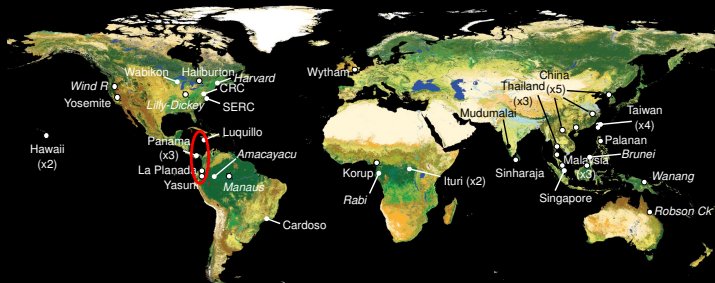 Wabikon
Haliburton
Harvard
Wind R
CRC
Yosemite
Lilly-Dickey
SERC
Wytham
China
(x5)
Thailand
(x3)
Mudumalai
Taiwan
(x4)
Hawaii
(x2)
Luquillo
Panama
(x3)
Palanan
Amacayacu
La Planada
Yasuni
Manaus
Korup
Ituri (x2)
Sinharaja
Malaysia
(x3)
Brunei
Rabi
Singapore
Wanang
Cardoso
Robson Ck